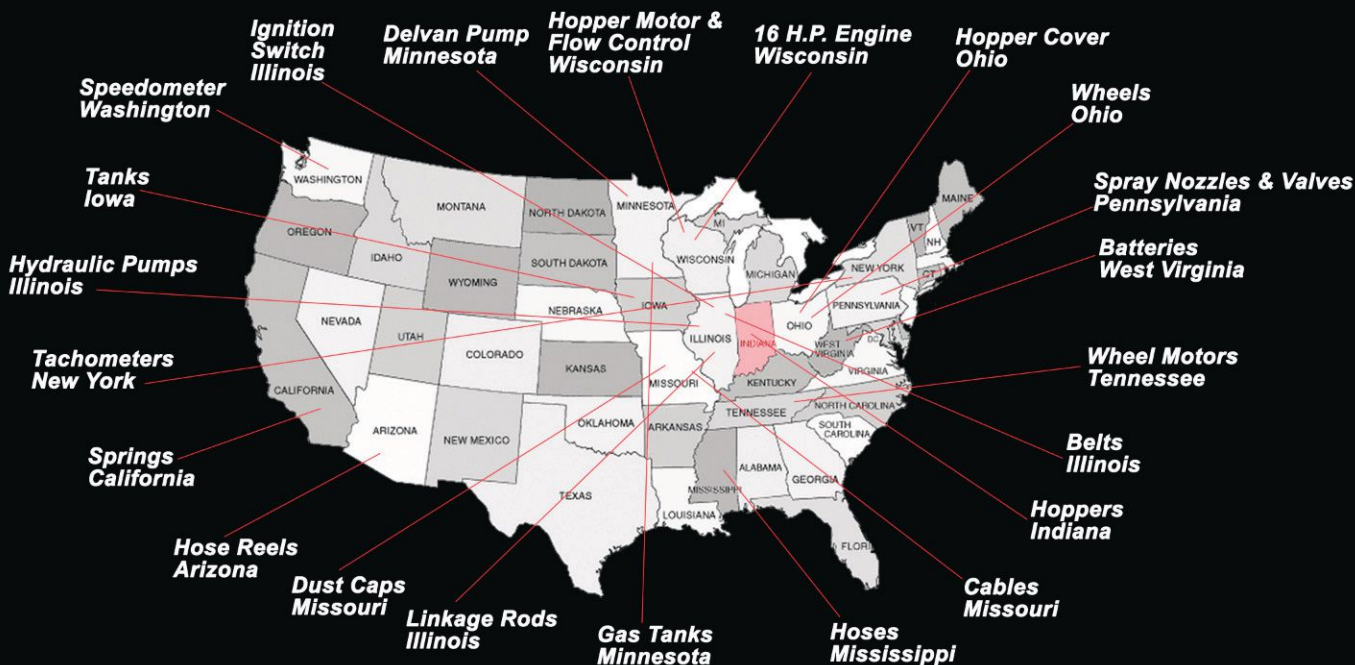 Ignition
Switch
Illinois
Delvan Pump
Minnesota
Hopper Motor &
Flow Control
Wisconsin
16 H.P. Engine
Wisconsin
Hopper Cover
Ohio
Speedometer
Washington
Wheels
Ohio
Tanks
Iowa
Spray Nozzles & Valves
Pennsylvania
Hydraulic Pumps
Illinois
Batteries
West Virginia
Tachometers
New York
Wheel Motors
Tennessee
Springs
California
Belts
Illinois
Hose Reels
Arizona
Hoppers
Indiana
Dust Caps
Missouri
Cables
Missouri
Linkage Rods
Illinois
Gas Tanks
Minnesota
Hoses
Mississippi
WASHINGTON
MONTANA
NORTH DAKOTA
MINNESOTA
MAINE
OREGON
IDAHO
WYOMING
SOUTH DAKOTA
WISCONSIN
MI
MICHIGAN
VT
NH
NEW YORK
CT
NEVADA
UTAH
COLORADO
NEBRASKA
IOWA
ILLINOIS
INDIANA
OHIO
PENNSYLVANIA
WEST
VIRGINIA
DC
VIRGINIA
CALIFORNIA
KANSAS
MISSOURI
KENTUCKY
ARIZONA
NEW MEXICO
OKLAHOMA
ARKANSAS
TENNESSEE
NORTH CAROLINA
SOUTH
CAROLINA
TEXAS
LOUISIANA
MISSISSIPPI
ALABAMA
GEORGIA
FLORI